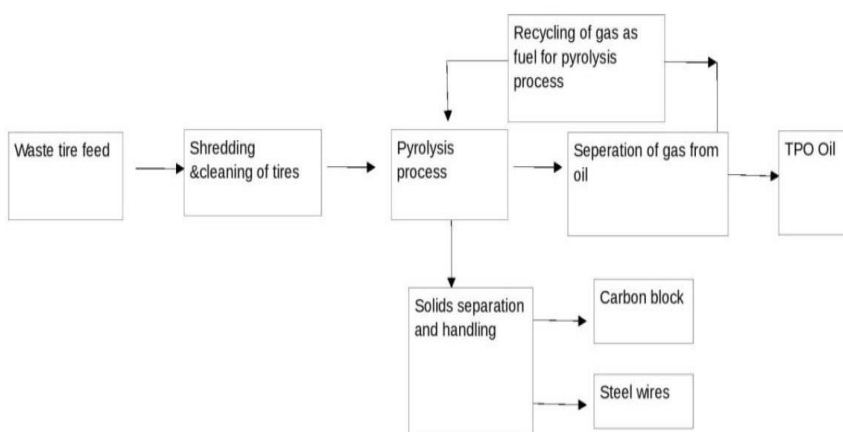 Recycling of gas as
fuel for pyrolysis
process
Waste tire feed
Shredding
&cleaning of tires
Pyrolysis
process
Seperation of gas from
oil
TPO Oil
Solids separation
and handling
Carbon block
Steel wires